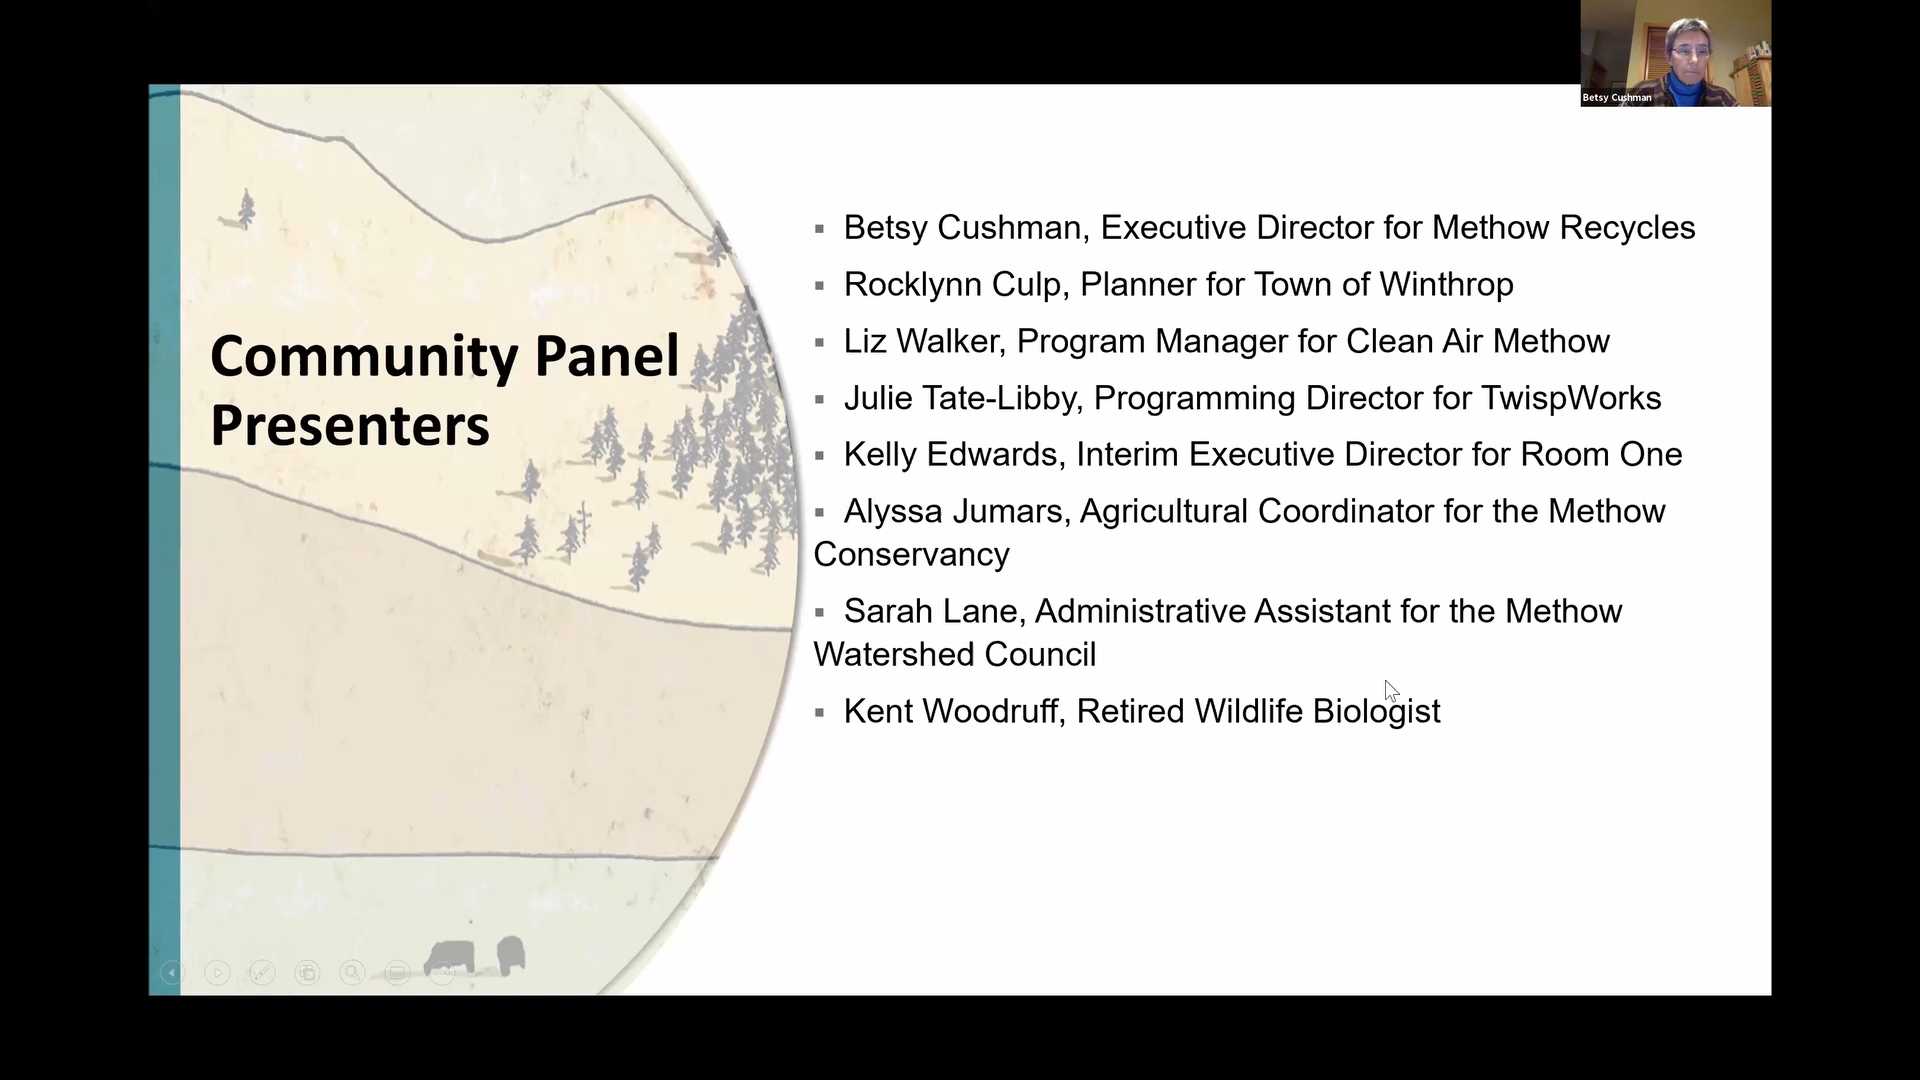 Betsy Cushman
Community Panel
Presenters
▪ Betsy Cushman, Executive Director for Methow Recycles
▪ Rocklynn Culp, Planner for Town of Winthrop
▪ Liz Walker, Program Manager for Clean Air Methow
▪ Julie Tate-Libby, Programming Director for TwispWorks
▪ Kelly Edwards, Interim Executive Director for Room One
▪ Alyssa Jumars, Agricultural Coordinator for the Methow
Conservancy
▪ Sarah Lane, Administrative Assistant for the Methow
Watershed Council
▪ Kent Woodruff, Retired Wildlife Biologist